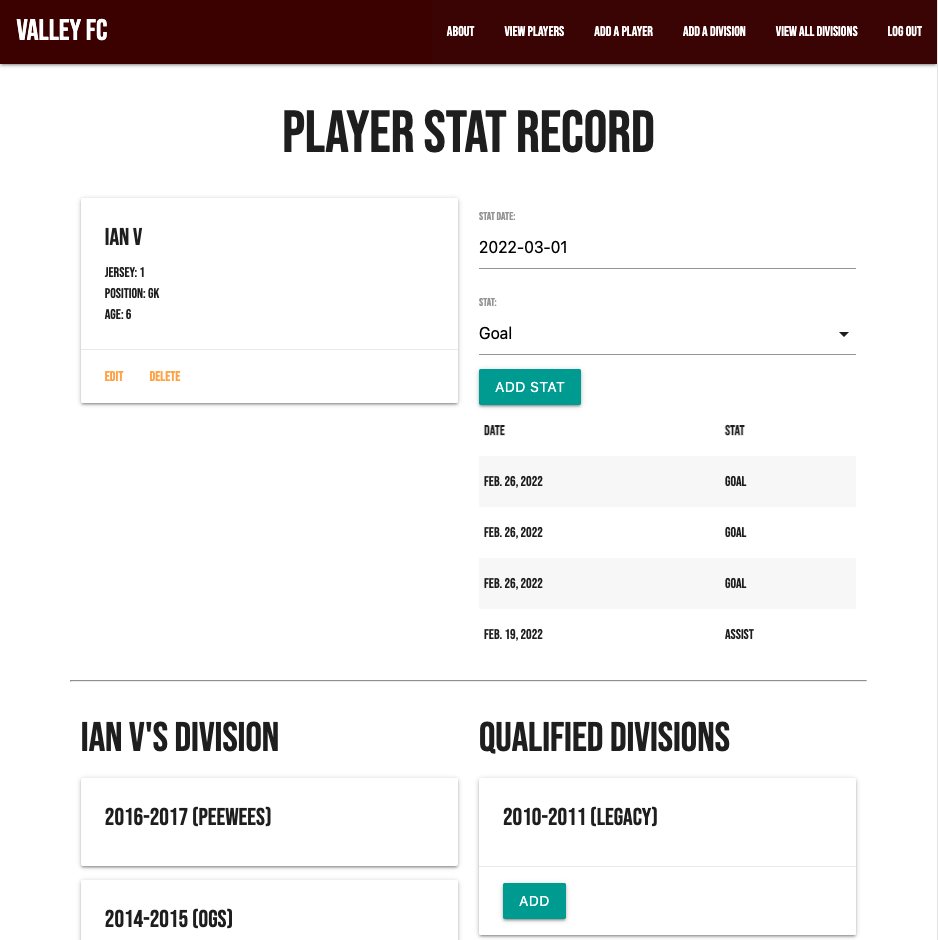 VALLEY FC
ABOUT VIEW PLAYERS ADD A PLAYER ADD A DIVISION VIEW ALL DIVISIONS LOG OUT
PLAYER STAT RECORD
IAN V
JERSEY: 1
POSITION: GK
AGE: 6
EDIT DELETE
STAT DATE:
2022-03-01
STAT:
Goal
ADD STAT
DATE STAT
FEB. 26, 2022 GOAL
FEB. 26, 2022 GOAL
FEB. 26, 2022 GOAL
FEB. 19, 2022 ASSIST
IAN V'S DIVISION
2016-2017 (PEEWEES)
2014-2015 (OGS)
QUALIFIED DIVISIONS
2010-2011 (LEGACY)
ADD